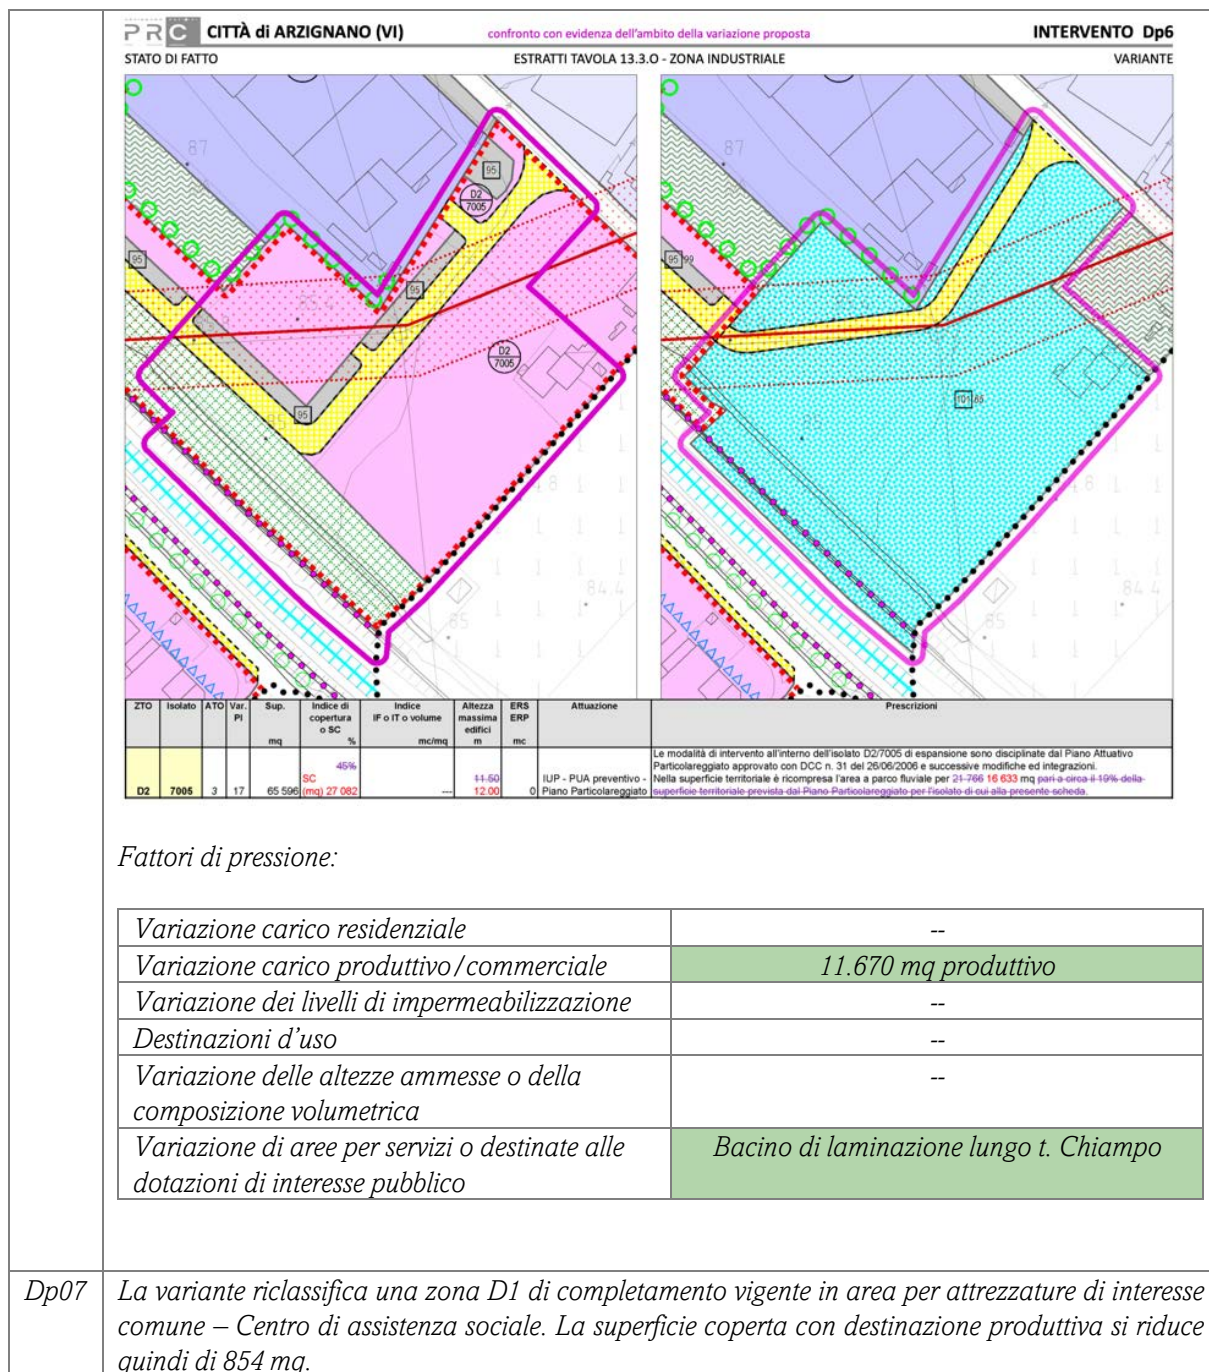 PRC CITTÀ di ARZIGNANO (VI) confronto con evidenza dell'ambito della variazione proposta INTERVENTO Dp6
STATO DI FATTO ESTRATTI TAVOLA 13.3.O - ZONA INDUSTRIALE VARIANTE
87
95
D2
7005
95
95
D2
7005
95
85
84.4
85
87
95 99
101 65
85
84.4
85
ZTO Isolato ATO Var. PI Sup. mq Indice di copertura o SC % Indice IF o IT o volume mc/mq Altezza massima edifici m ERS ERP mc Attuazione Prescrizioni
D2 7005 3 17 65 596 45% SC (mq) 27 082 --- 11.50 12.00 0 IUP - PUA preventivo - Piano Particolareggiato
Le modalità di intervento all'interno dell'isolato D2/7005 di espansione sono disciplinate dal Piano Attuativo
Particolareggiato approvato con DCC n. 31 del 26/06/2006 e successive modifiche ed integrazioni.
Nella superficie territoriale è ricompresa l'area a parco fluviale per 21 766 16 633 mq pari a circa il 19% della
superficie territoriale prevista dal Piano Particolareggiato per l'isolato di cui alla presente scheda.
Fattori di pressione:
Variazione carico residenziale --
Variazione carico produttivo/commerciale 11.670 mq produttivo
Variazione dei livelli di impermeabilizzazione --
Destinazioni d'uso --
Variazione delle altezze ammesse o della --
composizione volumetrica
Variazione di aree per servizi o destinate alle Bacino di laminazione lungo t. Chiampo
dotazioni di interesse pubblico
Dp07 La variante riclassifica una zona D1 di completamento vigente in area per attrezzature di interesse
comune – Centro di assistenza sociale. La superficie coperta con destinazione produttiva si riduce
quindi di 854 mq.